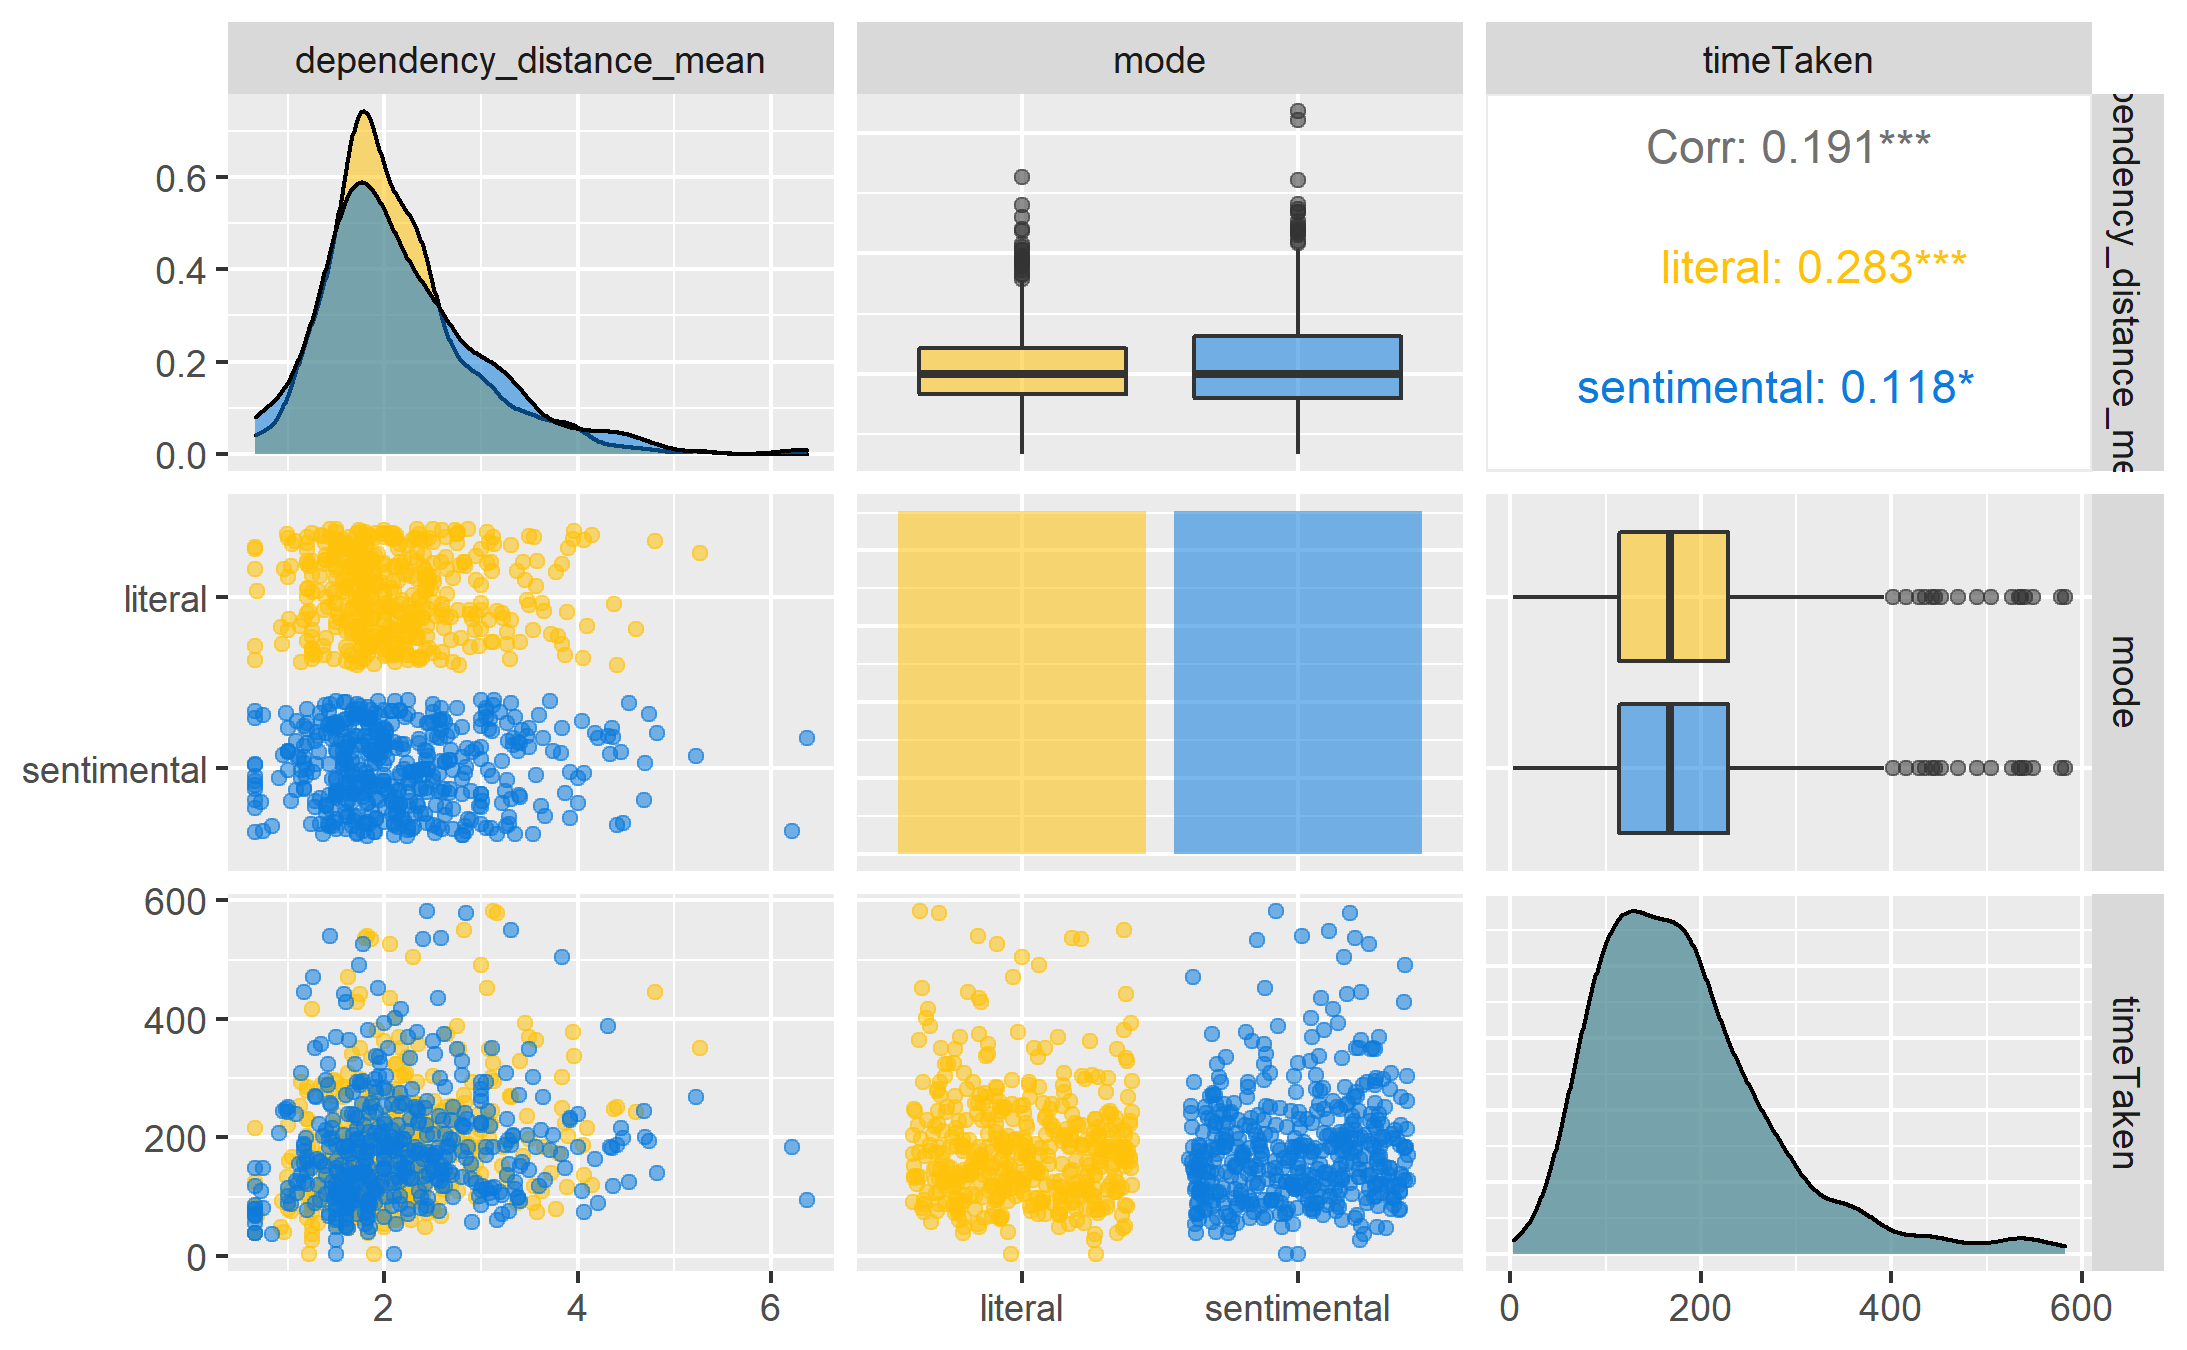 dependency_distance_mean
mode
timeTaken
0.6
0.4
0.2
0.0
Corr: 0.191***
literal: 0.283***
sentimental: 0.118*
pendency_distance_me
literal
sentimental
mode
600
400
200
0
timeTaken
2
4
6
literal
sentimental
0
200
400
600